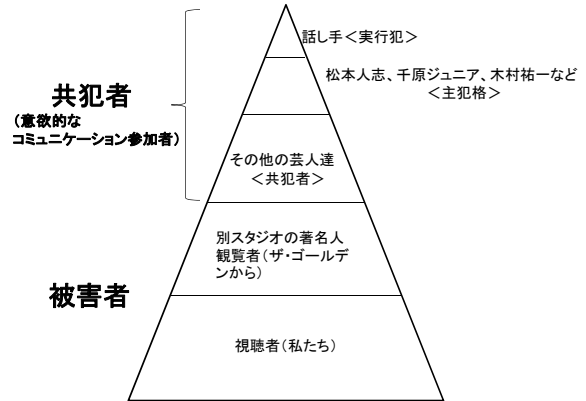 話し手＜実行犯＞
松本人志、千原ジュニア、木村祐一など
＜主犯格＞
共犯者
（意欲的な
コミュニケーション参加者）
その他の芸人達
＜共犯者＞
別スタジオの著名人
観覧者（ザ・ゴールデ
ンから）
被害者
視聴者（私たち）